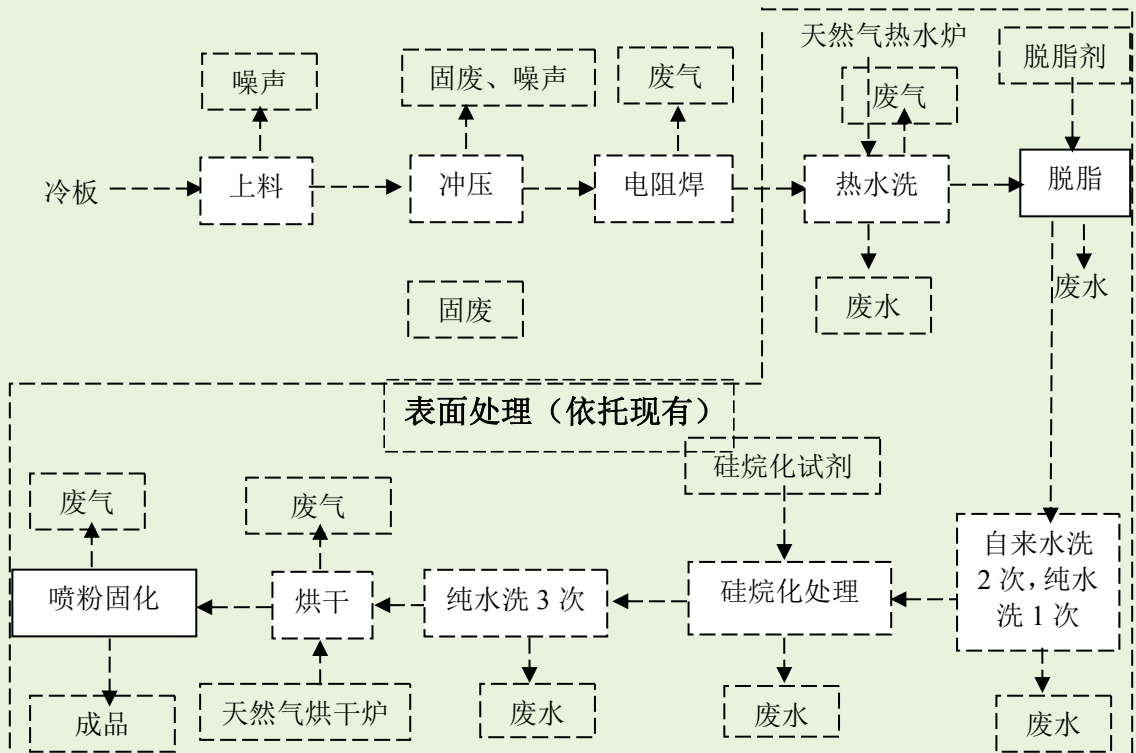 天然气热水炉
脱脂剂
噪声
固废、噪声
废气
废气
冷板
上料
冲压
电阻焊
热水洗
脱脂
固废
废水
废水
表面处理（依托现有）
硅烷化试剂
废气
废气
喷粉固化
烘干
纯水洗 3 次
硅烷化处理
自来水洗
2 次，纯水
洗 1 次
成品
天然气烘干炉
废水
废水
废水